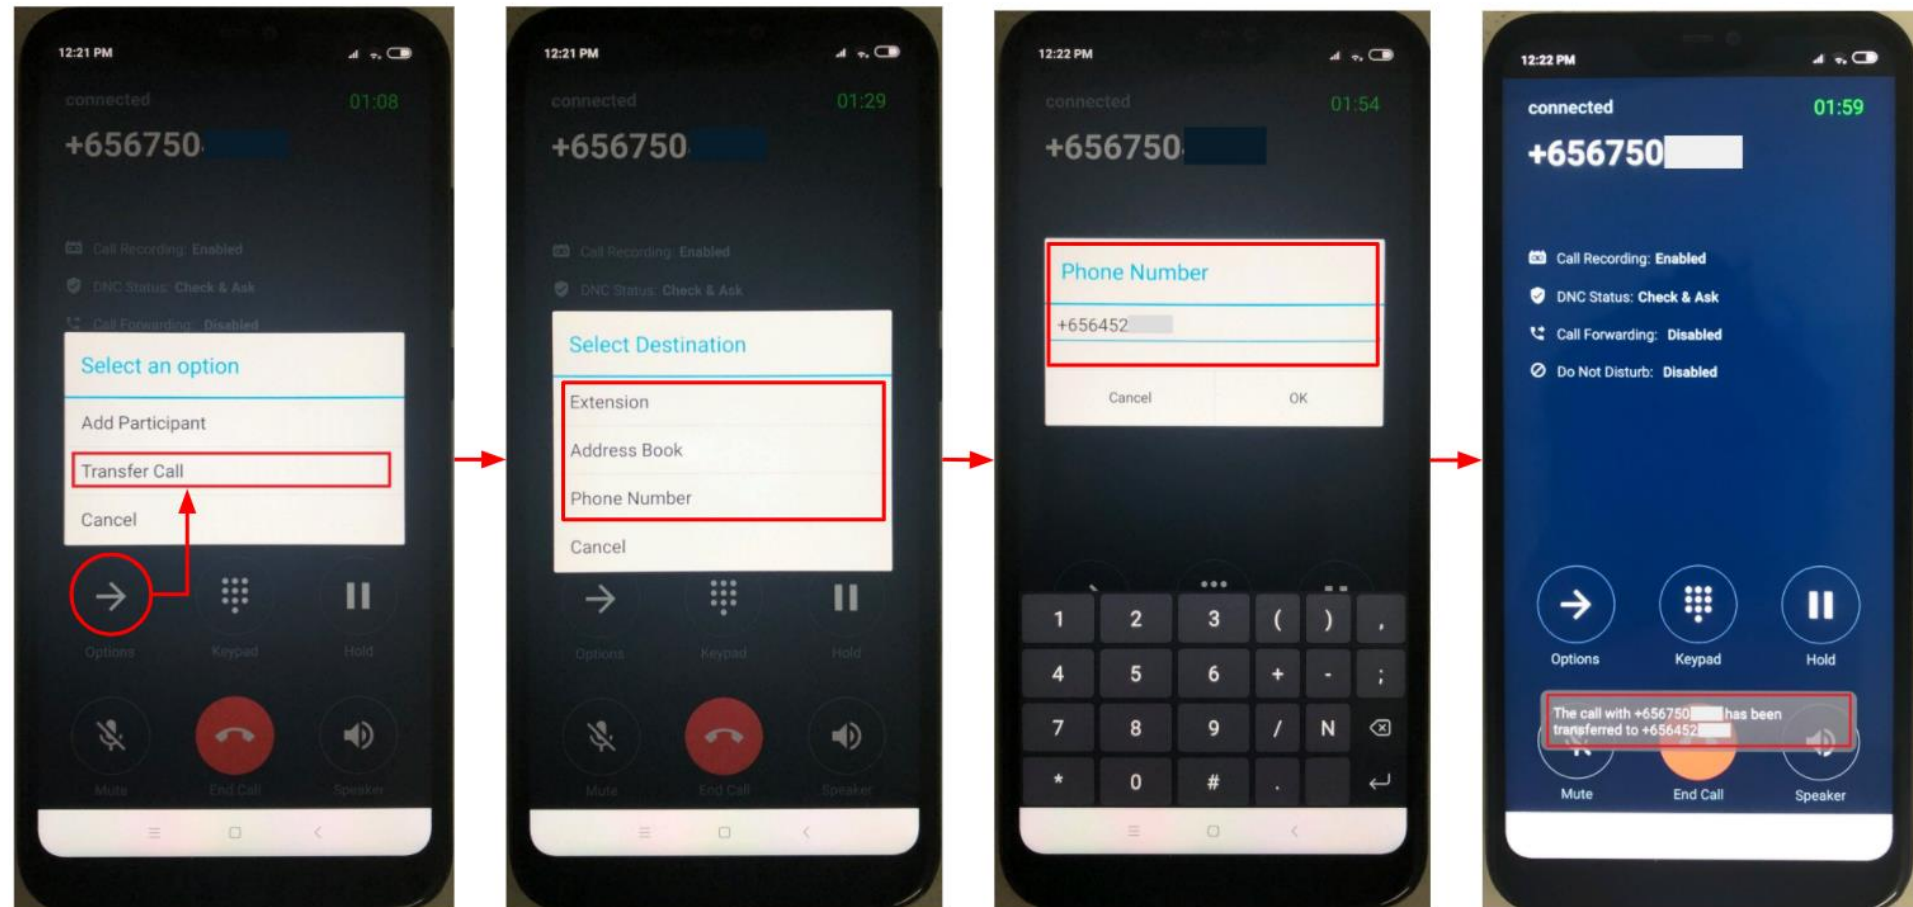 12:21 PM
connected 01:08
+656750
Call Recording: Enabled
DNC Status: Check & Ask
Call Forwarding: Disabled
Select an option
Add Participant
Transfer Call
Cancel
Options Keypad Hold
Mute End Call Speaker
12:21 PM
connected 01:29
+656750
Call Recording: Enabled
DNC Status: Check & Ask
Select Destination
Extension
Address Book
Phone Number
Cancel
Options Keypad Hold
Mute End Call Speaker
12:22 PM
connected 01:54
+656750
Phone Number
+656452
Cancel OK
1 2 3 ( ) ,
4 5 6 + - ;
7 8 9 / N
* 0 # .
12:22 PM
connected 01:59
+656750
Call Recording: Enabled
DNC Status: Check & Ask
Call Forwarding: Disabled
Do Not Disturb: Disabled
Options Keypad Hold
The call with +656750 has been
transferred to +656452
Mute End Call Speaker